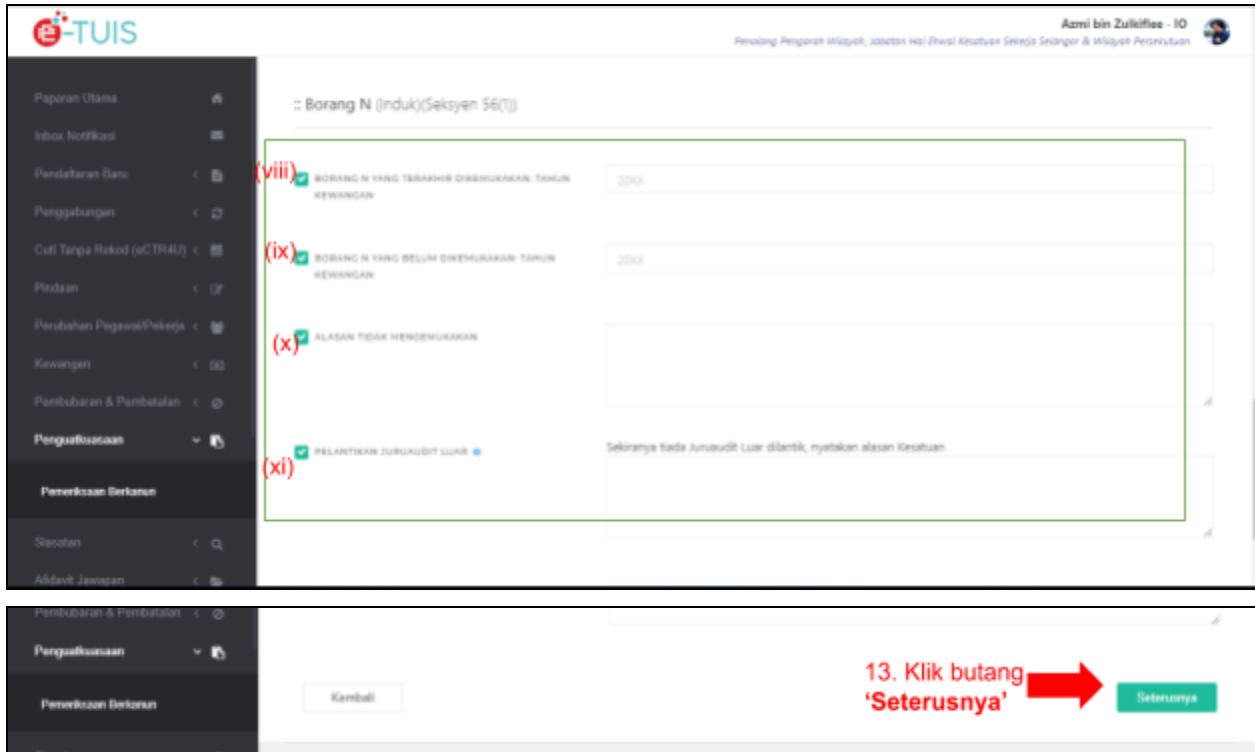 e-TUIS
Azmi bin Zulkiflee - IO
Penolong Pengarah Wilayah, Jabatan Hal Ehwal Kesatuan Sekerja Selangor & Wilayah Persekutuan
Paparan Utama
Inbox Notifikasi
Pendaftaran Baru
Penggabungan
Cuti Tanpa Rekod (eCTR4U)
Pindaan
Perubahan Pegawai/Pekerja
Kewangan
Pembubaran & Pembatalan
Penguatkuasaan
Pemeriksaan Berkanun
Siasatan
Afidavit Jawapan
:: Borang N (Induk)(Seksyen 56(1))
(viii) BORANG N YANG TERAKHIR DIKEMUKAKAN: TAHUN
KEWANGAN
20XX
(ix) BORANG N YANG BELUM DIKEMUKAKAN: TAHUN
KEWANGAN
20XX
(x) ALASAN TIDAK MENGEMUKAKAN
(xi) PELANTIKAN JURUAUDIT LUAR
Sekiranya tiada Juruaudit Luar dilantik, nyatakan alasan Kesatuan
Pembubaran & Pembatalan
Penguatkuasaan
Pemeriksaan Berkanun
Kembali
13. Klik butang
‘Seterusnya’
Seterusnya